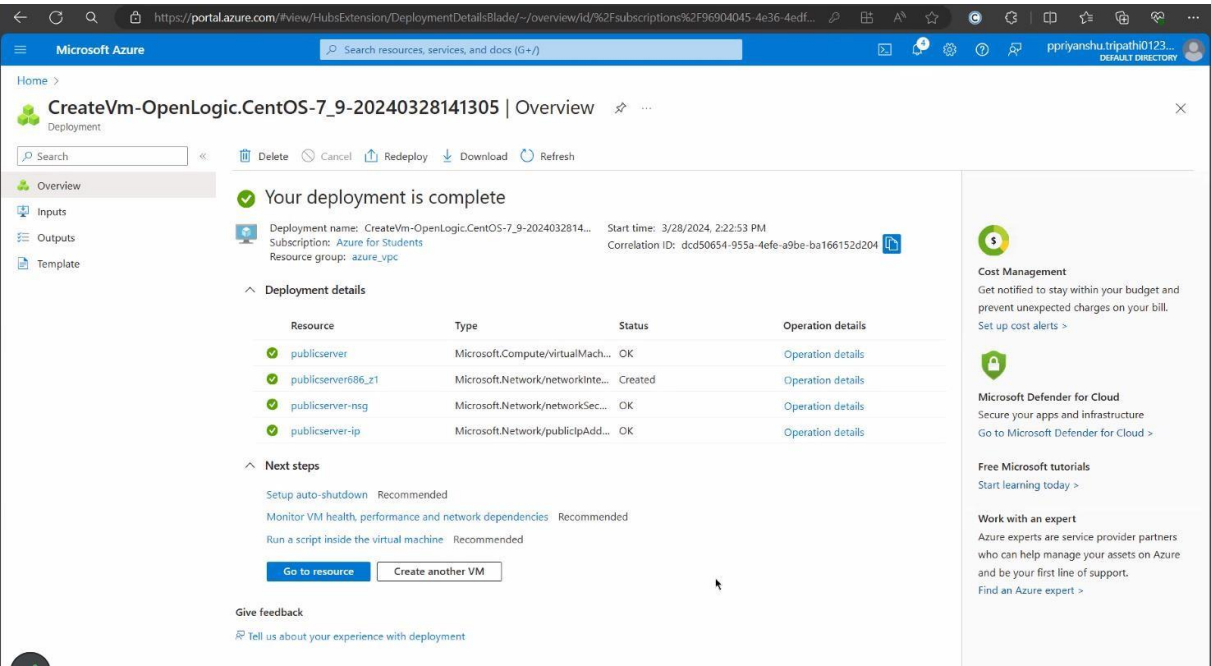 https://portal.azure.com/#view/HubsExtension/DeploymentDetailsBlade/~/overview/id/%2Fsubscriptions%2F96904045-4e36-4edf...
Microsoft Azure
Search resources, services, and docs (G+/)
4
ppriyanshu.tripathi0123...
DEFAULT DIRECTORY
Home >
CreateVm-OpenLogic.CentOS-7_9-20240328141305 | Overview
Deployment
Search
Delete Cancel Redeploy Download Refresh
Overview
Inputs
Outputs
Template
Your deployment is complete
Deployment name: CreateVm-OpenLogic.CentOS-7_9-2024032814... Start time: 3/28/2024, 2:22:53 PM
Subscription: Azure for Students Correlation ID: dcd50654-955a-4efe-a9be-ba166152d204
Resource group: azure_vpc
Deployment details
Resource Type Status Operation details
publicserver Microsoft.Compute/virtualMach... OK Operation details
publicserver686_z1 Microsoft.Network/networkInte... Created Operation details
publicserver-nsg Microsoft.Network/networkSec... OK Operation details
publicserver-ip Microsoft.Network/publicIpAdd... OK Operation details
Next steps
Setup auto-shutdown Recommended
Monitor VM health, performance and network dependencies Recommended
Run a script inside the virtual machine Recommended
Go to resource Create another VM
Give feedback
Tell us about your experience with deployment
Cost Management
Get notified to stay within your budget and
prevent unexpected charges on your bill.
Set up cost alerts >
Microsoft Defender for Cloud
Secure your apps and infrastructure
Go to Microsoft Defender for Cloud >
Free Microsoft tutorials
Start learning today >
Work with an expert
Azure experts are service provider partners
who can help manage your assets on Azure
and be your first line of support.
Find an Azure expert >